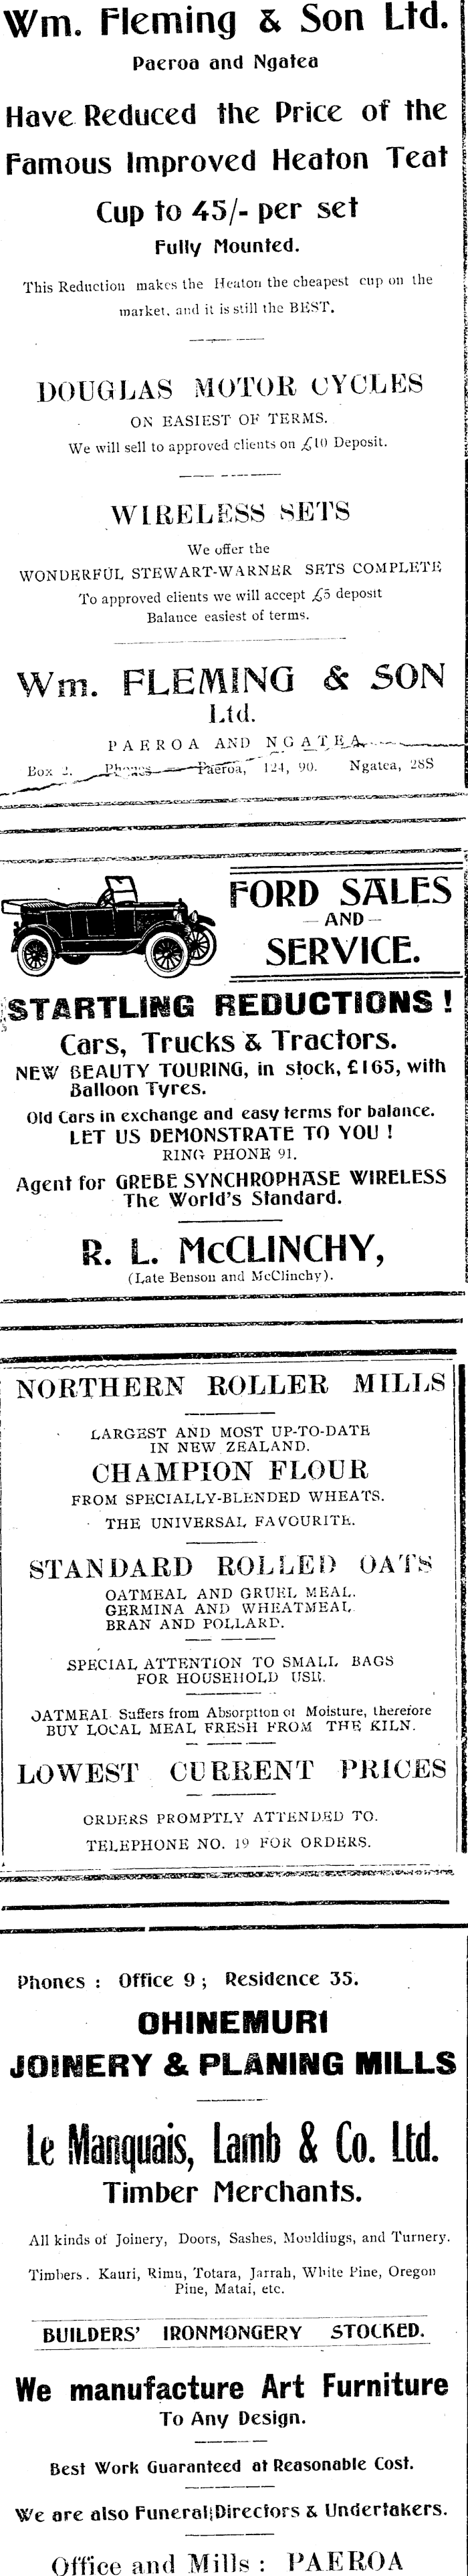 Wm. Fleming & Son Ltd.
Paeroa and Ngatea
Have Reduced the Price of the
Famous Improved Heaton Teat
Cup to 45/- per set
Fully Mounted.
This Reduction makes the Heaton the cheapest cup on the
market, and it is still the BEST.
DOUGLAS MOTOR CYCLES
ON EASIEST OF TERMS.
We will sell to approved clients on £10 Deposit.
WIRELESS SETS
We offer the
WONDERFUL STEWART-WARNER SETS COMPLETE
To approved clients we will accept £5 deposit
Balance easiest of terms.
Wm. FLEMING & SON
Ltd.
PAEROA AND NGATEA
Box 2. Phones Paeroa, 124, 90. Ngatea, 28S
FORD SALES
—AND—
SERVICE.
STARTLING REDUCTIONS!
Cars, Trucks & Tractors.
NEW BEAUTY TOURING, in stock, £165, with
Balloon Tyres.
Old Cars in exchange and easy terms for balance.
LET US DEMONSTRATE TO YOU!
RING PHONE 91.
Agent for GREBE SYNCHROPHASE WIRELESS
The World's Standard.
R. L. McCLINCHY,
(Late Benson and McClinchy).
NORTHERN ROLLER MILLS
LARGEST AND MOST UP-TO-DATE
IN NEW ZEALAND.
CHAMPION FLOUR
FROM SPECIALLY-BLENDED WHEATS.
THE UNIVERSAL FAVOURITE.
STANDARD ROLLED OATS
OATMEAL AND GRUEL MEAL.
GERMINA AND WHEATMEAL
BRAN AND POLLARD.
SPECIAL ATTENTION TO SMALL BAGS
FOR HOUSEHOLD USE.
OATMEAL Suffers from Absorptton of Moisture, therefore
BUY LOCAL MEAL FRESH FROM THE KILN.
LOWEST CURRENT PRICES
ORDERS PROMPTLY ATTENDED TO.
TELEPHONE NO. 19 FOR ORDERS.
Phones : Office 9 ; Residence 35.
OHINEMURI
JOINERY & PLANING MILLS
Le Manquais, Lamb & Co. Ltd.
Timber Merchants.
All kinds of Joinery, Doors, Sashes, Mouldings, and Turnery.
Timbers . Kauri, Rimu, Totara, Jarrah, White Pine, Oregon
Pine, Matai, etc.
BUILDERS' IRONMONGERY STOCKED.
We manufacture Art Furniture
To Any Design.
Best Work Guaranteed at Reasonable Cost.
We are also Funeral Directors & Undertakers.
Office and Mills : PAEROA